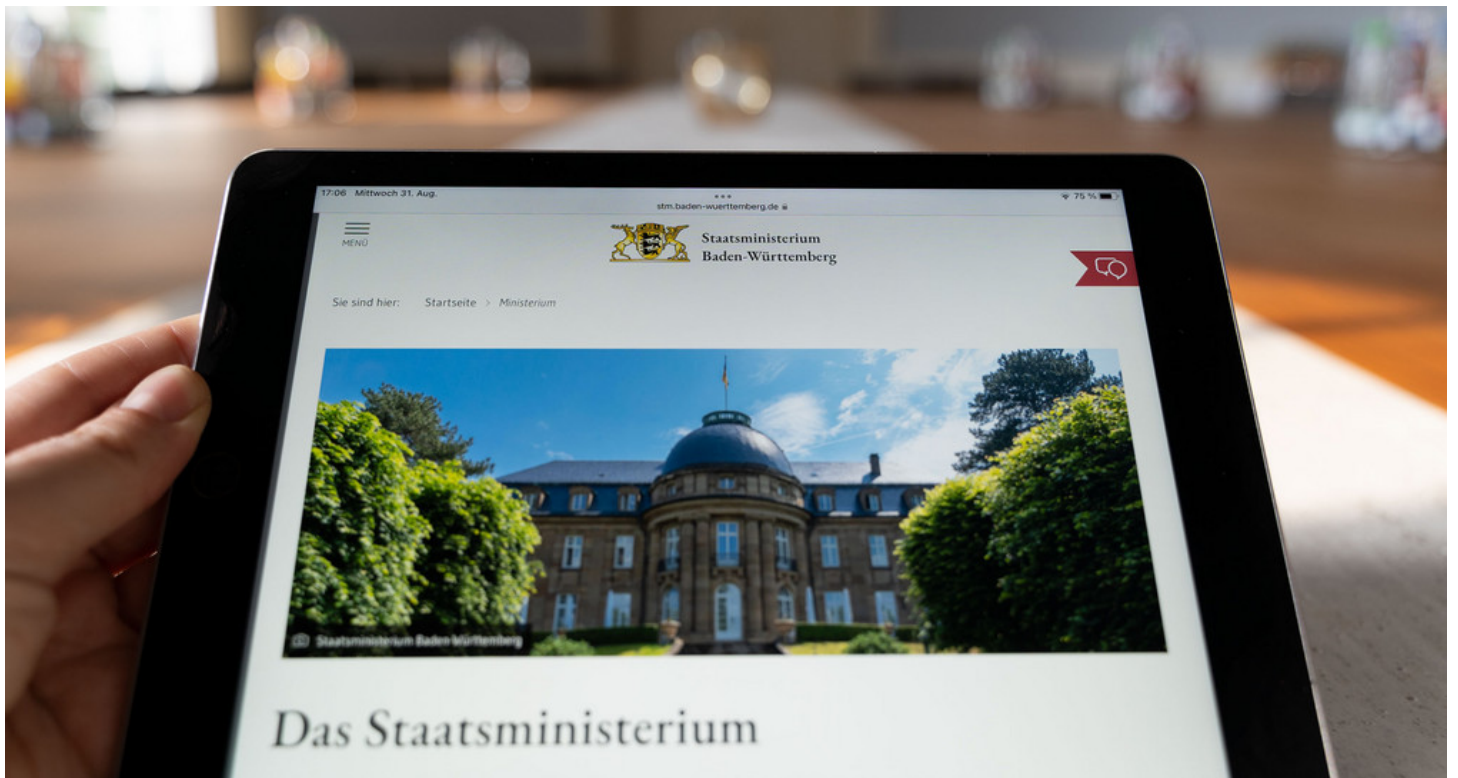 17:06 Mittwoch 31. Aug.
stm.baden-wuerttemberg.de
75 %
MENÜ
Staatsministerium
Baden-Württemberg
Sie sind hier: Startseite > Ministerium
Staatsministerium Baden-Württemberg
Das Staatsministerium